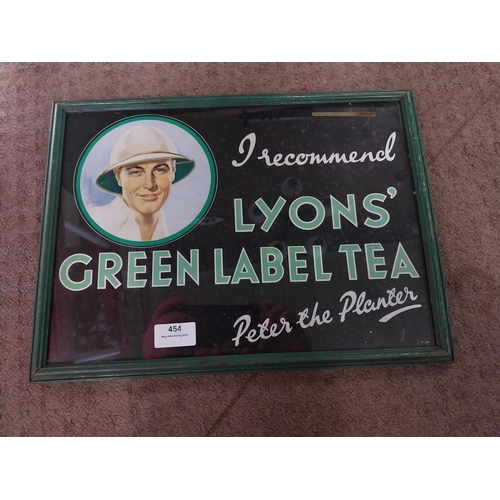 I recommend
LYONS'
GREEN LABEL TEA
Peter the Planter
454